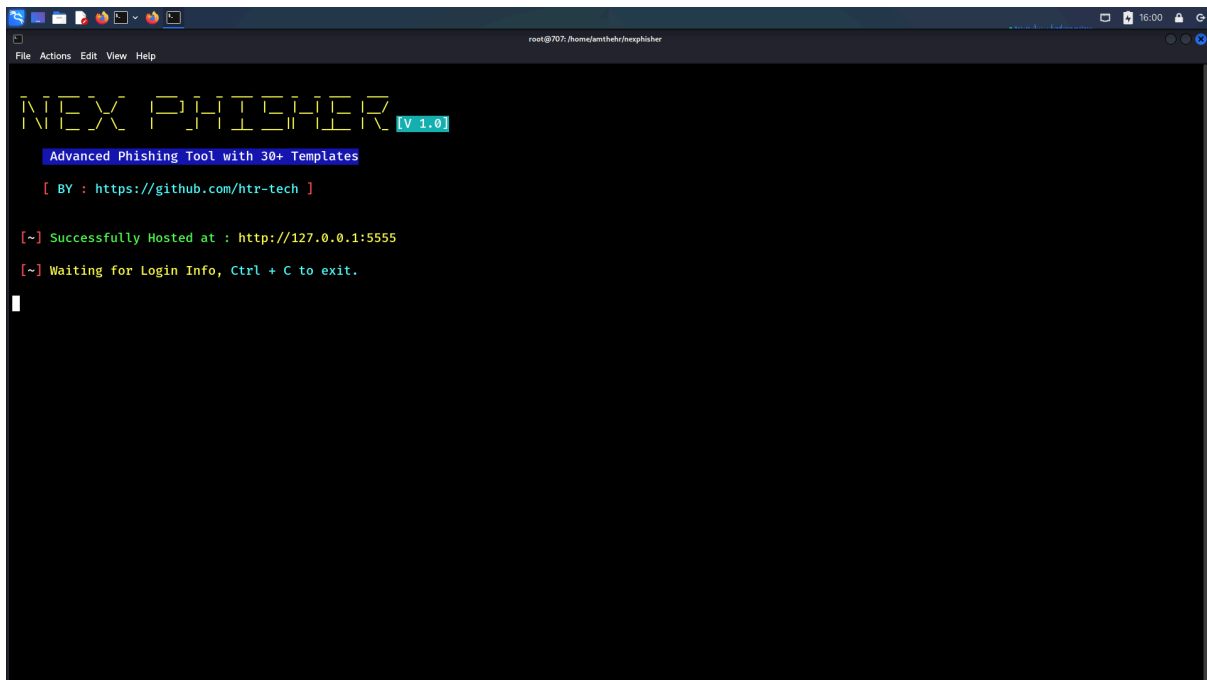 16:00
root@707: /home/amthehr/nexphisher
File Actions Edit View Help
NEX PHISHER [V 1.0]
Advanced Phishing Tool with 30+ Templates
[ BY : https://github.com/htr-tech ]
[~] Successfully Hosted at : http://127.0.0.1:5555
[~] Waiting for Login Info, Ctrl + C to exit.